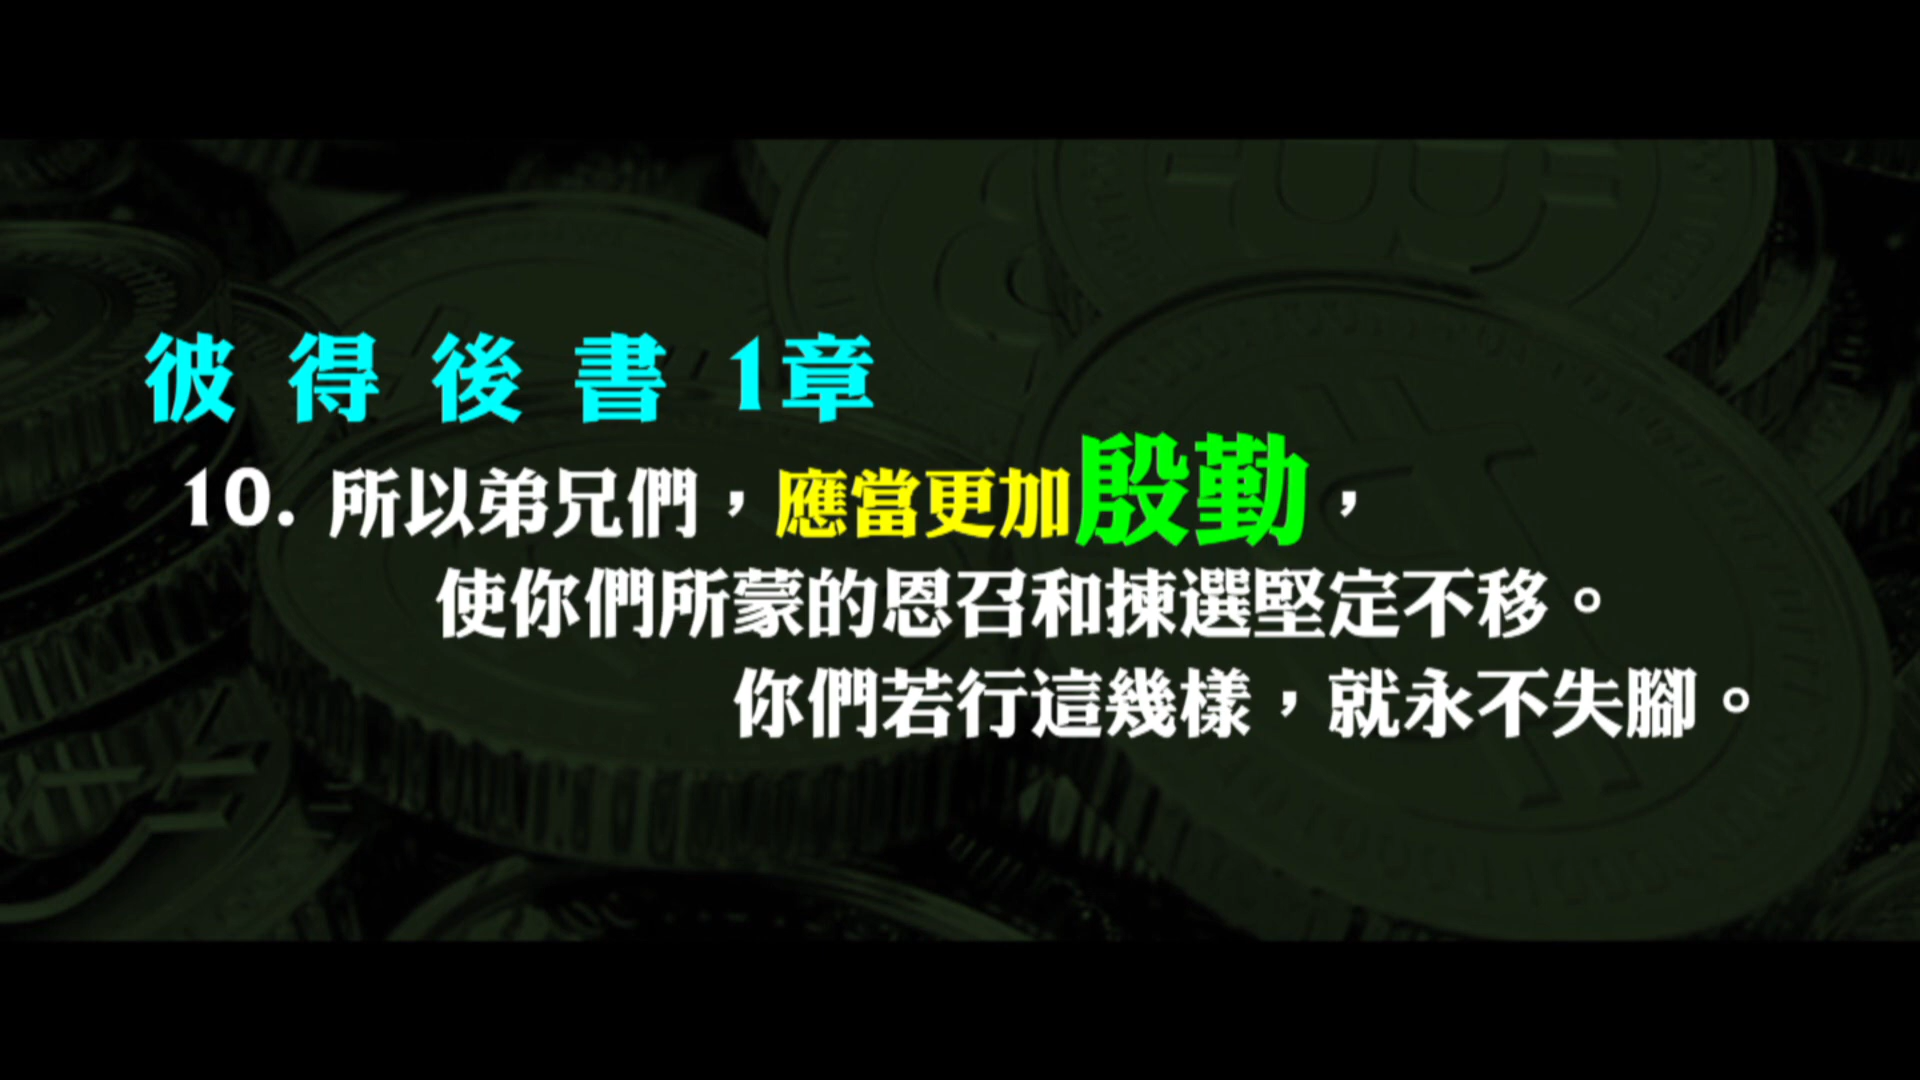 彼得後書 1章
10. 所以弟兄們，應當更加殷勤，
使你們所蒙的恩召和揀選堅定不移。
你們若行這幾樣，就永不失腳。